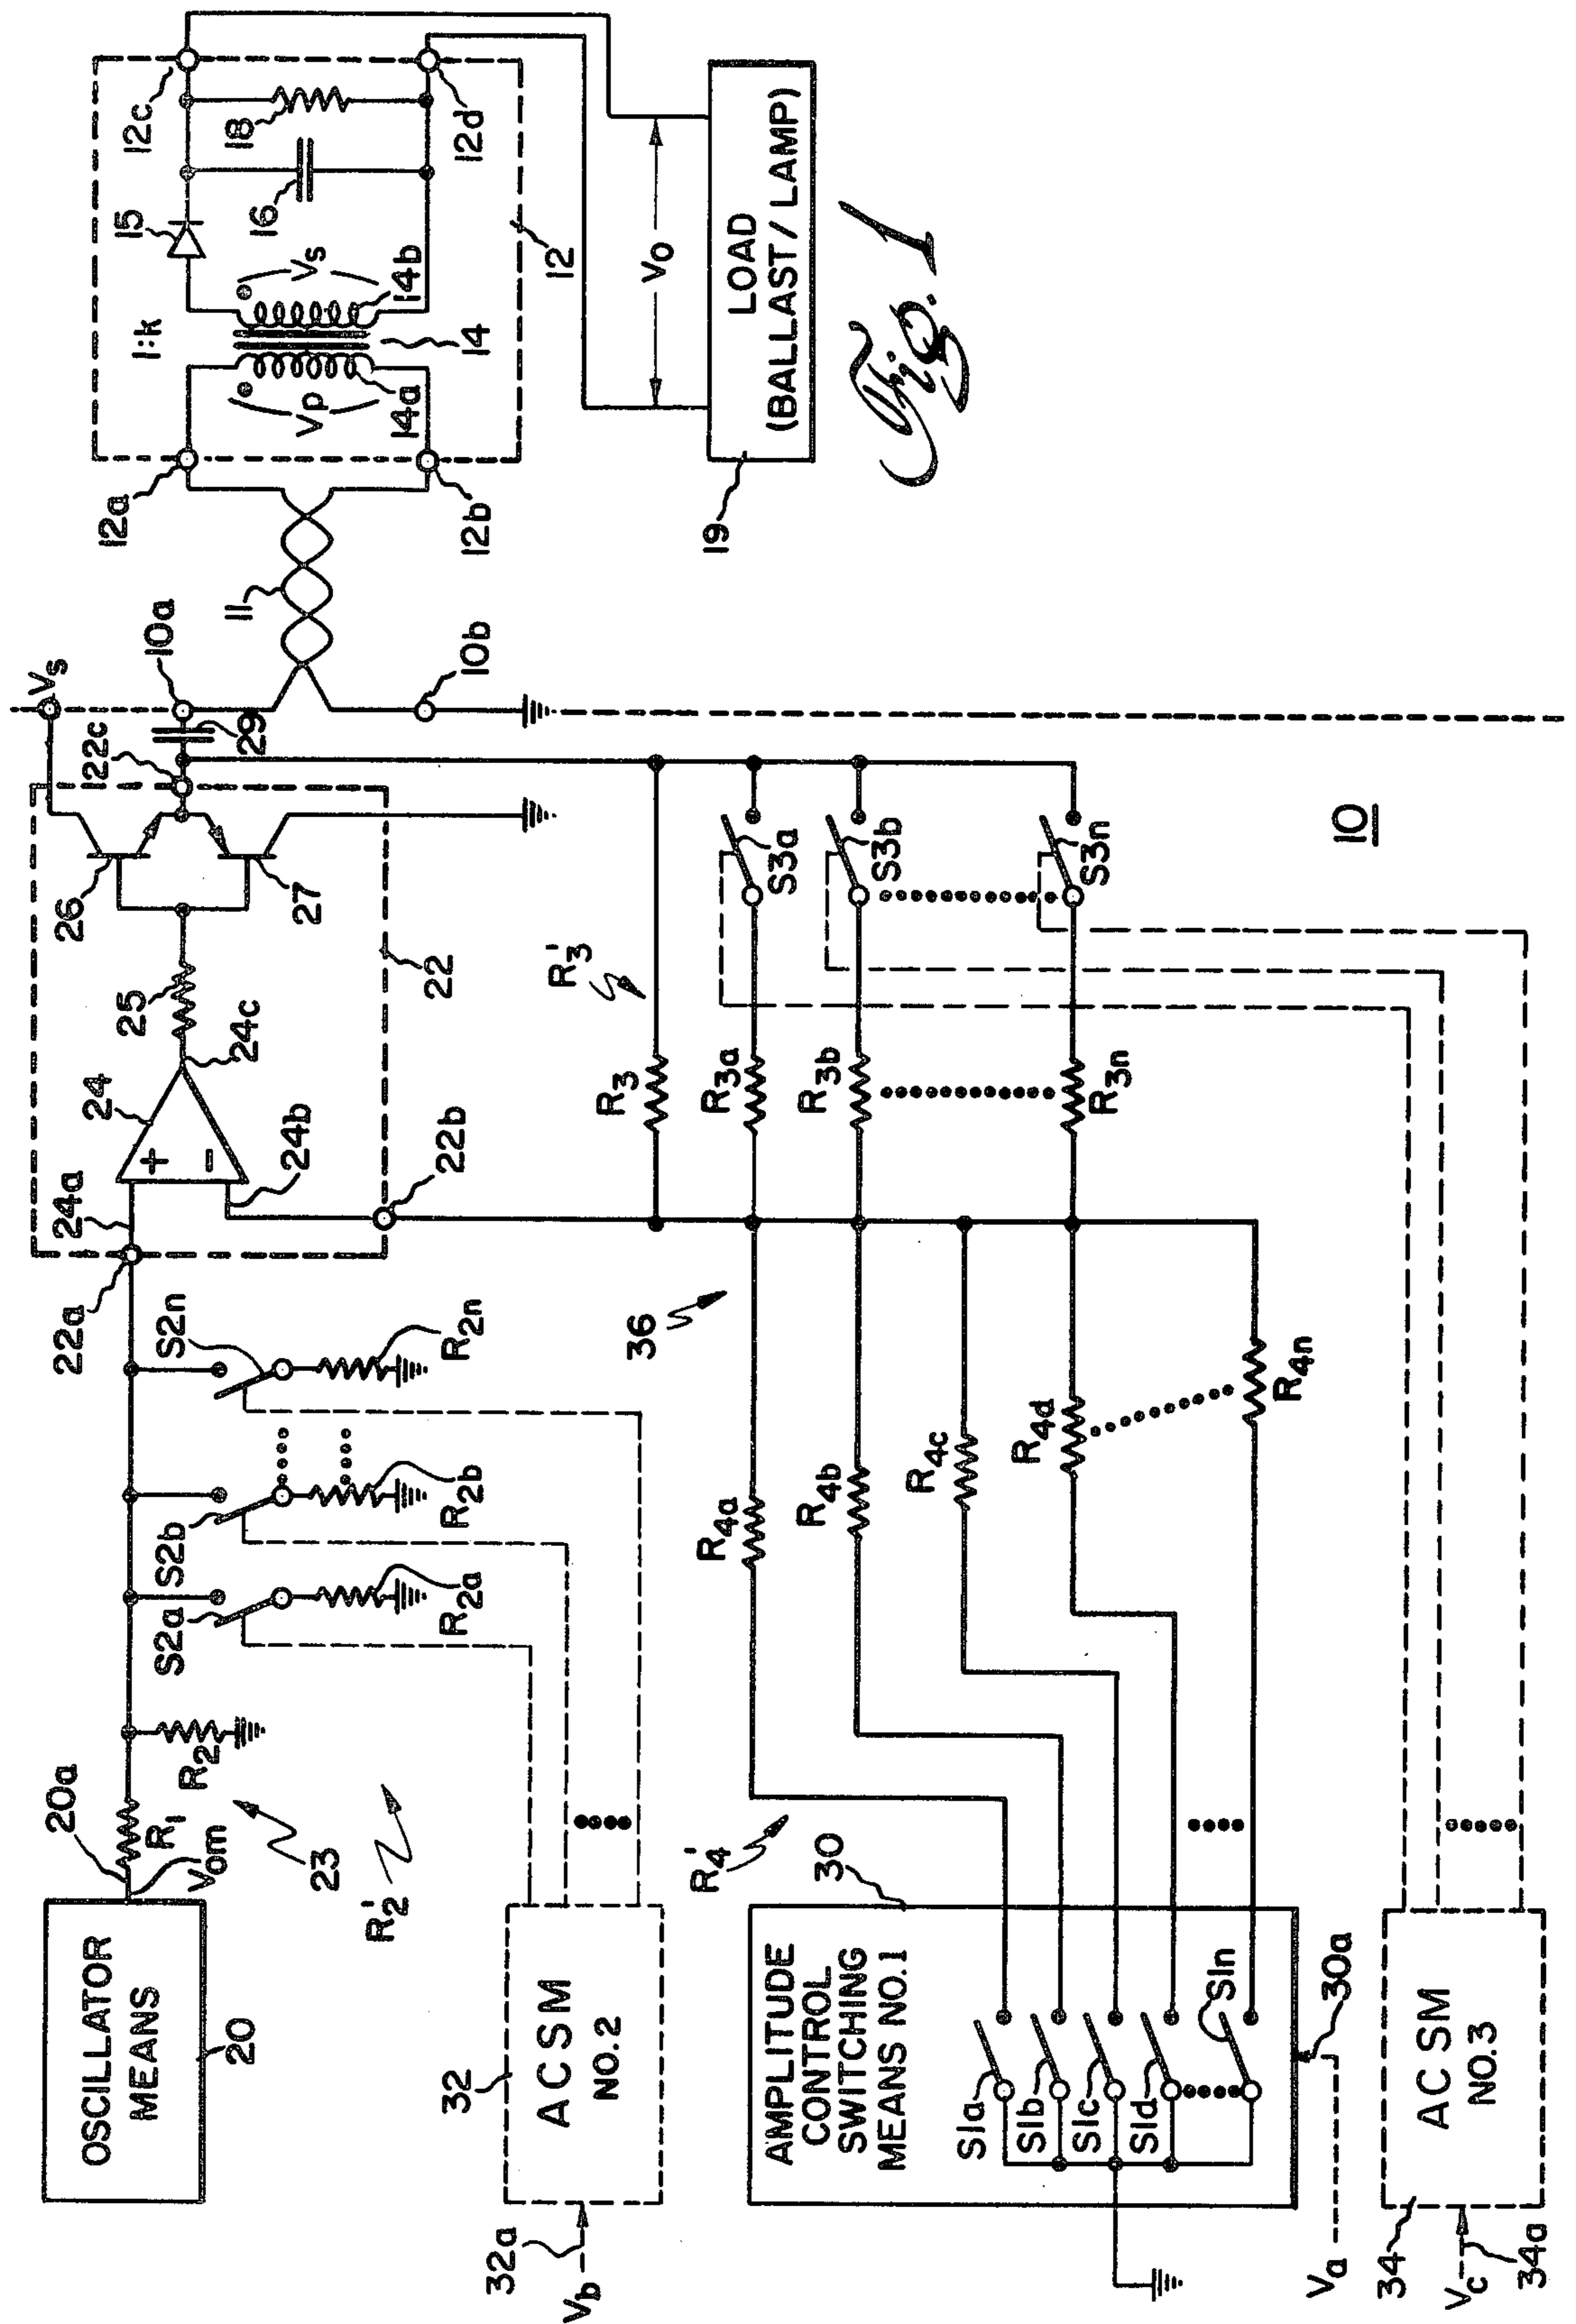 OSCILLATOR
MEANS
20
20a
Vom
R1
23
R2
R2'
S2a
R2a
S2b
R2b
S2n
R2n
22a
24a
24
+
−
24b
24c
22b
25
26
27
22
22c
29
Vs
10a
10b
11
12a
12b
1:k
Vp
14a
14
14b
Vs
15
16
18
12c
12d
12
Vo
LOAD
(BALLAST/LAMP)
19
Fig. 1
32
ACSM
NO.2
32a
Vb
AMPLITUDE
CONTROL
SWITCHING
MEANS NO.1
30
30a
Va
S1a
S1b
S1c
S1d
S1n
R4'
R4a
R4b
R4c
R4d
R4n
36
R3
R3'
R3a
R3b
R3n
S3a
S3b
S3n
10
ACSM
NO.3
34
34a
Vc